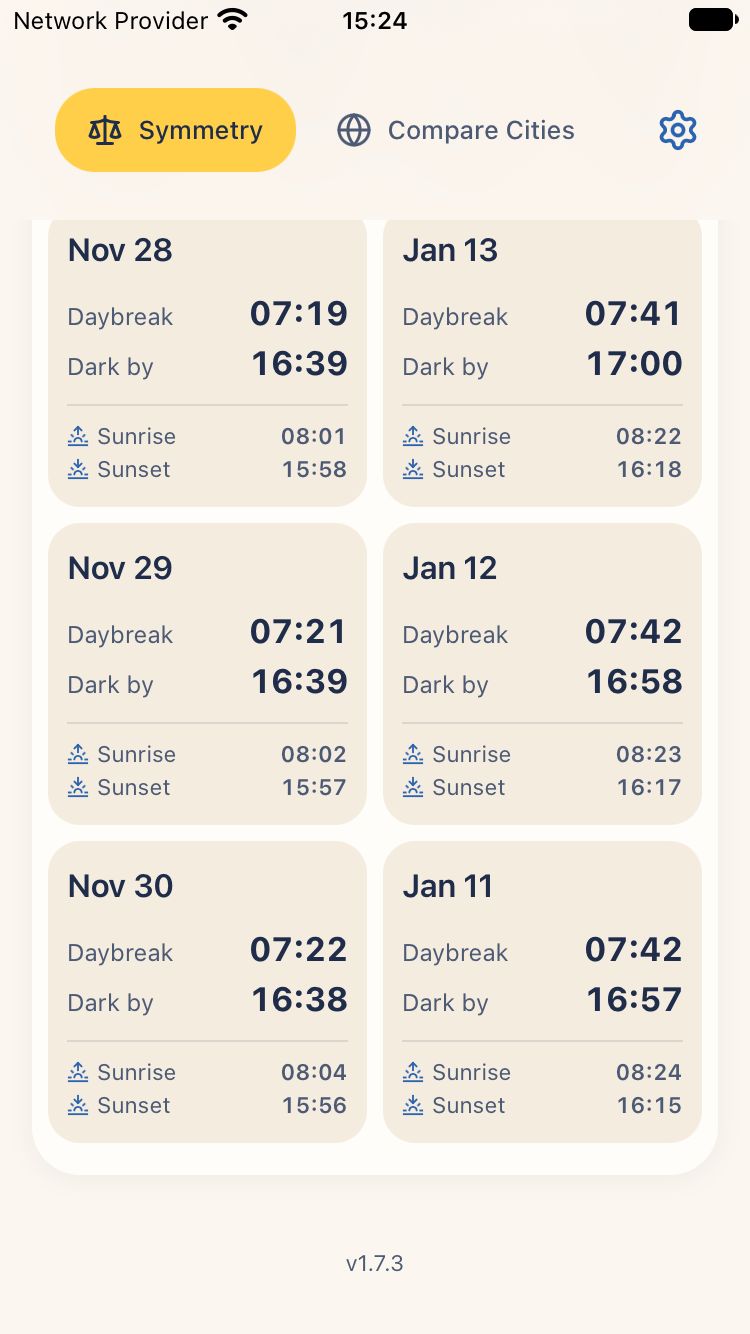 Network Provider 15:24
Symmetry Compare Cities
Nov 28
Daybreak 07:19
Dark by 16:39
Sunrise 08:01
Sunset 15:58
Jan 13
Daybreak 07:41
Dark by 17:00
Sunrise 08:22
Sunset 16:18
Nov 29
Daybreak 07:21
Dark by 16:39
Sunrise 08:02
Sunset 15:57
Jan 12
Daybreak 07:42
Dark by 16:58
Sunrise 08:23
Sunset 16:17
Nov 30
Daybreak 07:22
Dark by 16:38
Sunrise 08:04
Sunset 15:56
Jan 11
Daybreak 07:42
Dark by 16:57
Sunrise 08:24
Sunset 16:15
v1.7.3